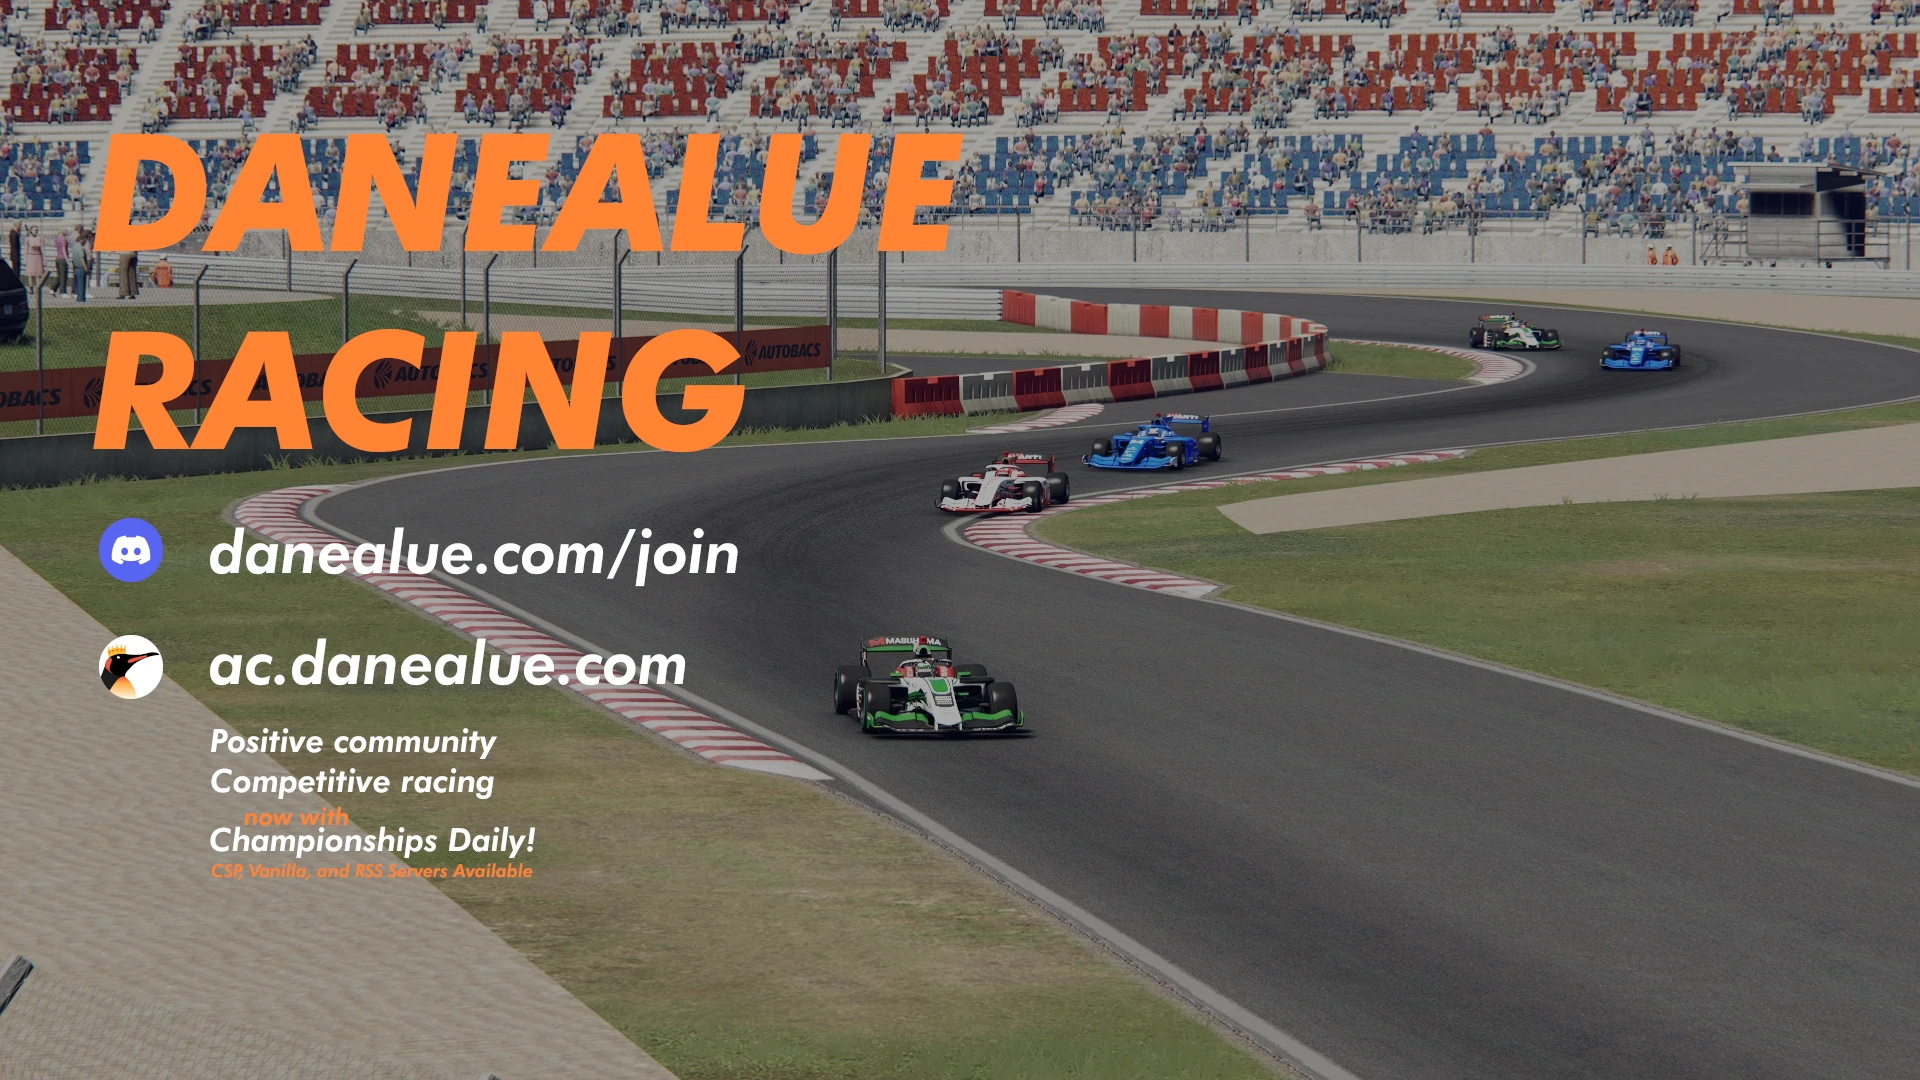 DANEALUE
RACING
AUTOBACS
danealue.com/join
ac.danealue.com
Positive community
Competitive racing
now with
Championships Daily!
CSP, Vanilla, and RSS Servers Available